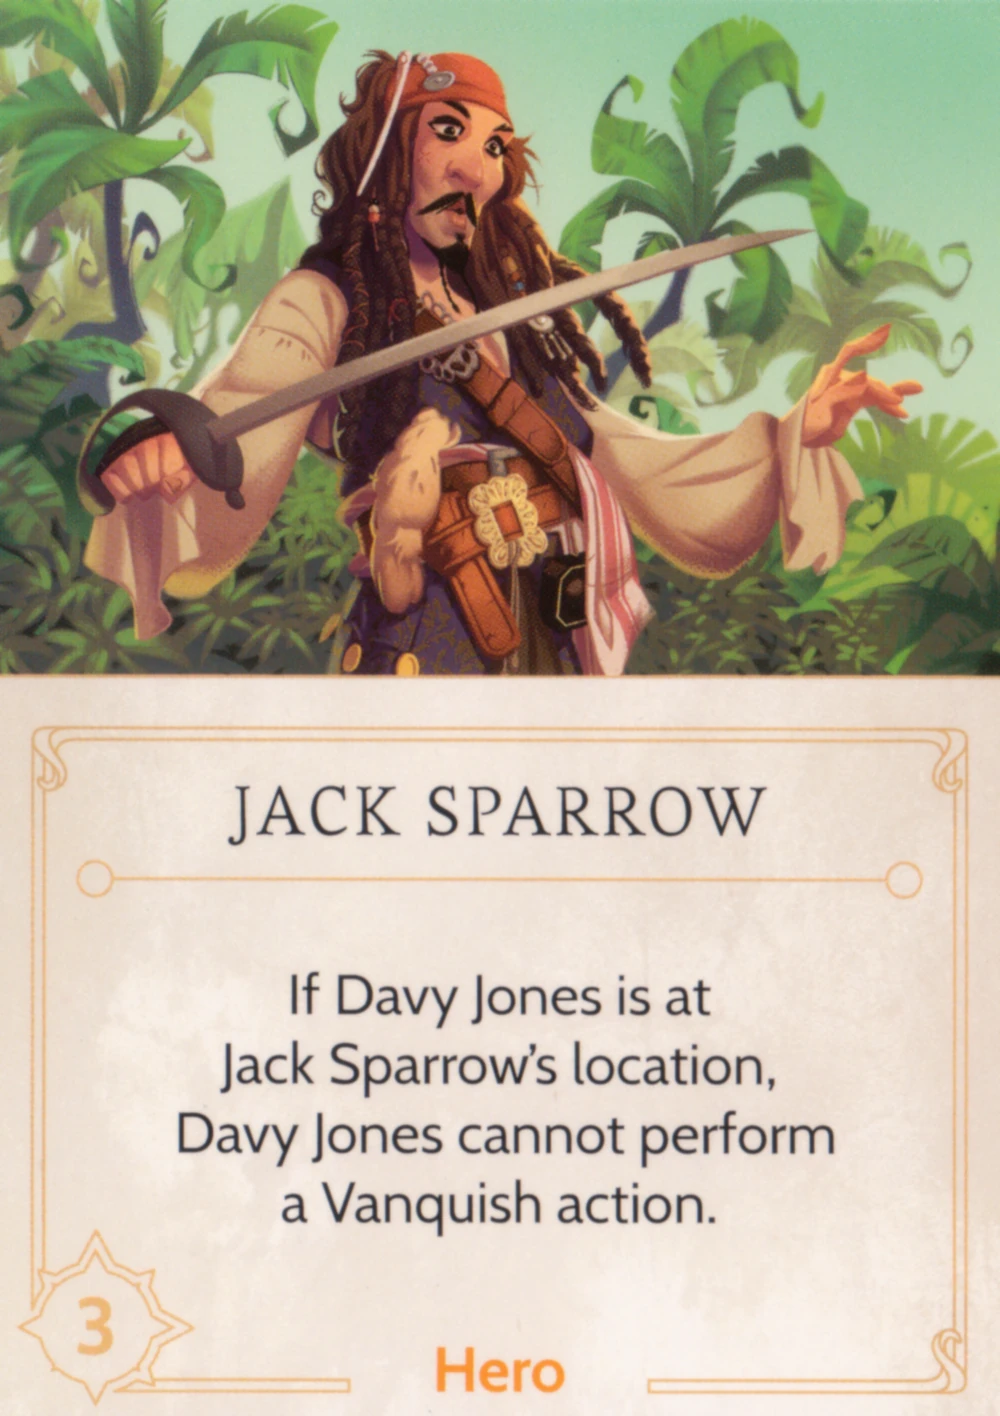 JACK SPARROW
If Davy Jones is at
Jack Sparrow's location,
Davy Jones cannot perform
a Vanquish action.
3
Hero